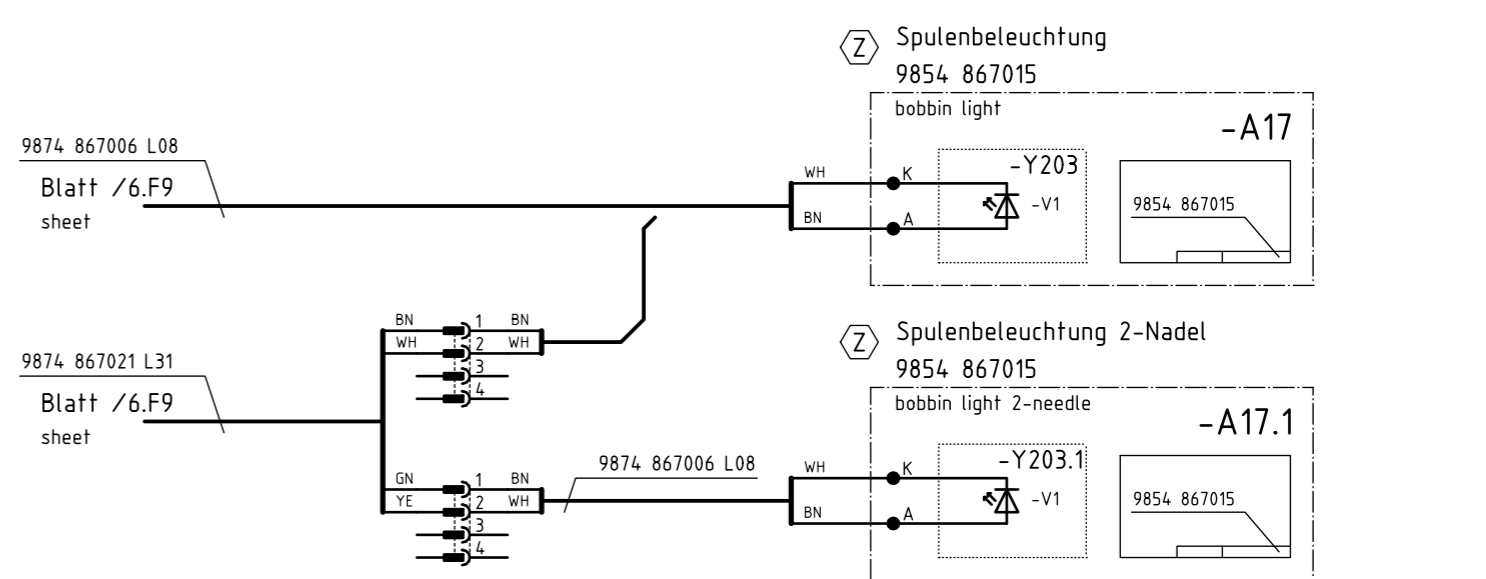 Z
Spulenbeleuchtung
9854 867015
bobbin light
-A17
9874 867006 L08
Blatt /6.F9
sheet
WH
K
-Y203
-V1
9854 867015
BN
A
BN
1
BN
WH
2
WH
3
4
Z
Spulenbeleuchtung 2-Nadel
9854 867015
bobbin light 2-needle
-A17.1
9874 867021 L31
Blatt /6.F9
sheet
GN
1
BN
YE
2
WH
3
4
9874 867006 L08
WH
K
-Y203.1
-V1
9854 867015
BN
A